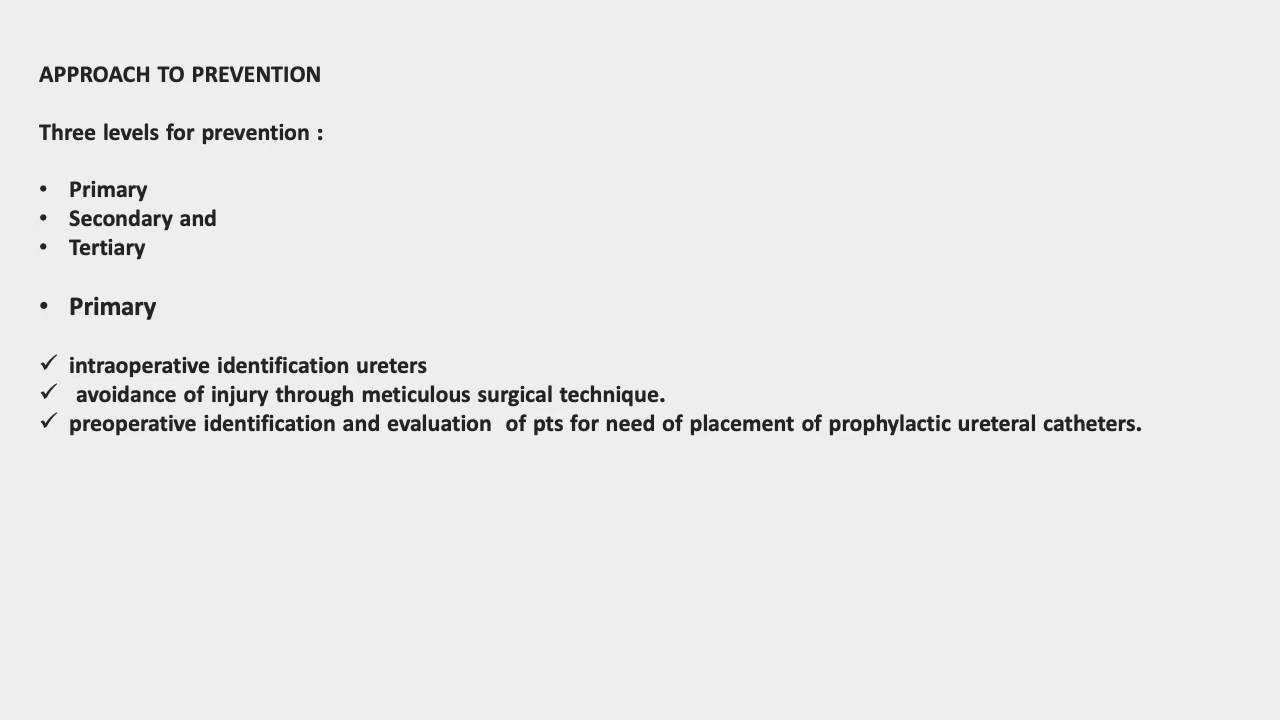 APPROACH TO PREVENTION
Three levels for prevention :
• Primary
• Secondary and
• Tertiary
• Primary
✓ intraoperative identification ureters
✓ avoidance of injury through meticulous surgical technique.
✓ preoperative identification and evaluation of pts for need of placement of prophylactic ureteral catheters.